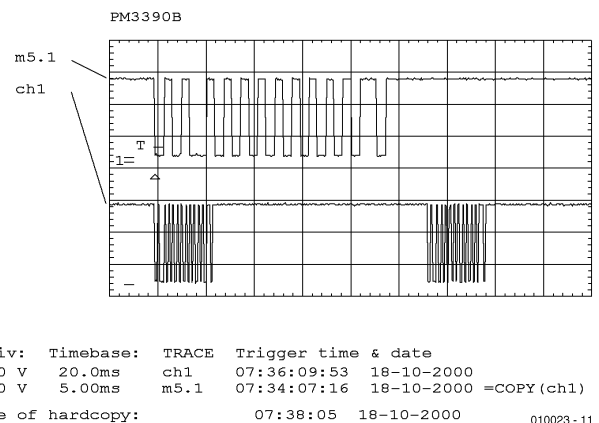 PM3390B
m5.1
ch1
T
1
iv: Timebase: TRACE Trigger time & date
0 V 20.0ms ch1 07:36:09:53 18-10-2000
0 V 5.00ms m5.1 07:34:07:16 18-10-2000 =COPY(ch1)
e of hardcopy: 07:38:05 18-10-2000
010023 - 11